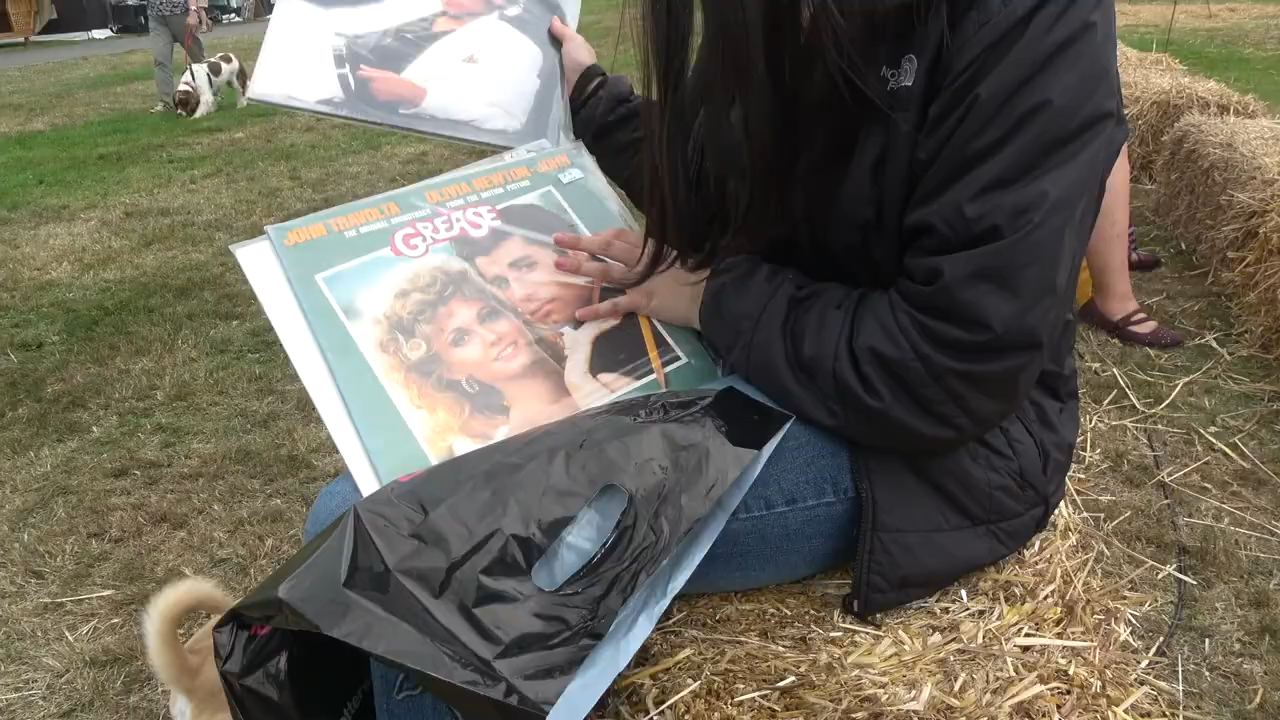 JOHN TRAVOLTA OLIVIA NEWTON-JOHN
THE ORIGINAL SOUNDTRACK FROM THE MOTION PICTURE
GREASE